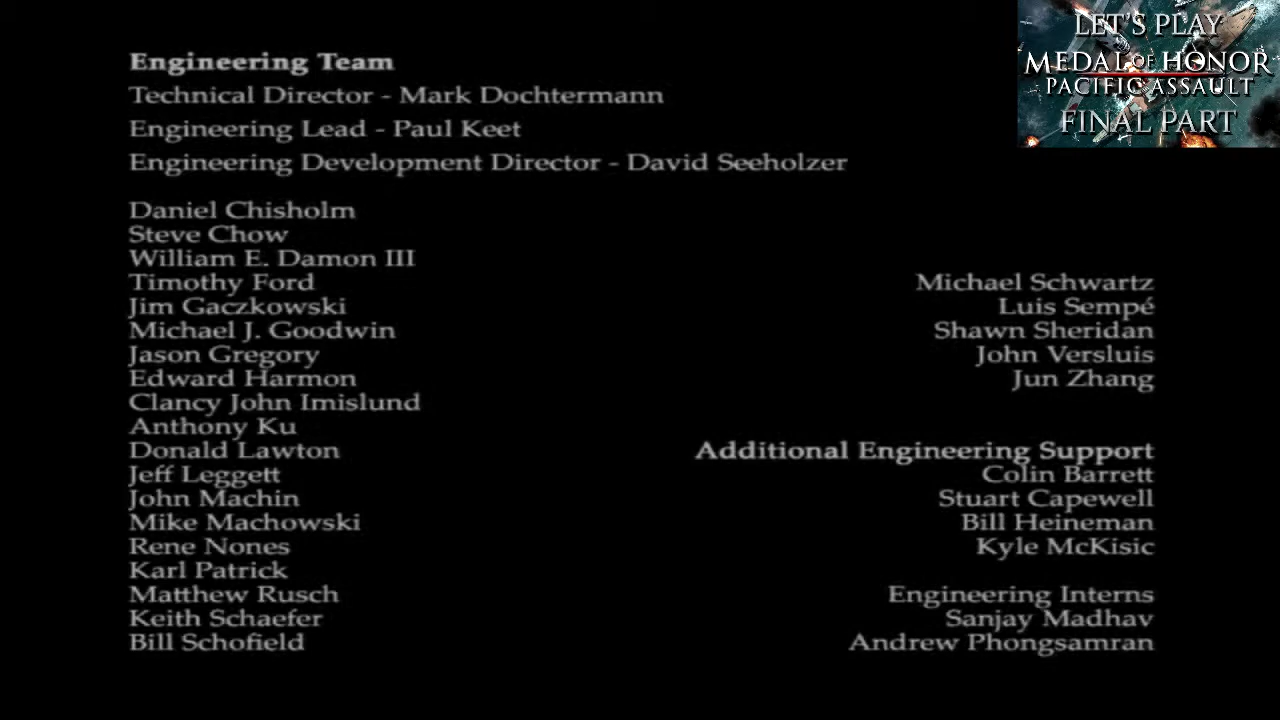 Engineering Team
Technical Director - Mark Dochtermann
Engineering Lead - Paul Keet
Engineering Development Director - David Seeholzer
Daniel Chisholm
Steve Chow
William E. Damon III
Timothy Ford
Jim Gaczkowski
Michael J. Goodwin
Jason Gregory
Edward Harmon
Clancy John Imislund
Anthony Ku
Donald Lawton
Jeff Leggett
John Machin
Mike Machowski
Rene Nones
Karl Patrick
Matthew Rusch
Keith Schaefer
Bill Schofield
Michael Schwartz
Luis Sempé
Shawn Sheridan
John Versluis
Jun Zhang
Additional Engineering Support
Colin Barrett
Stuart Capewell
Bill Heineman
Kyle McKisic
Engineering Interns
Sanjay Madhav
Andrew Phongsamran
LET'S PLAY
MEDAL OF HONOR
PACIFIC ASSAULT
FINAL PART